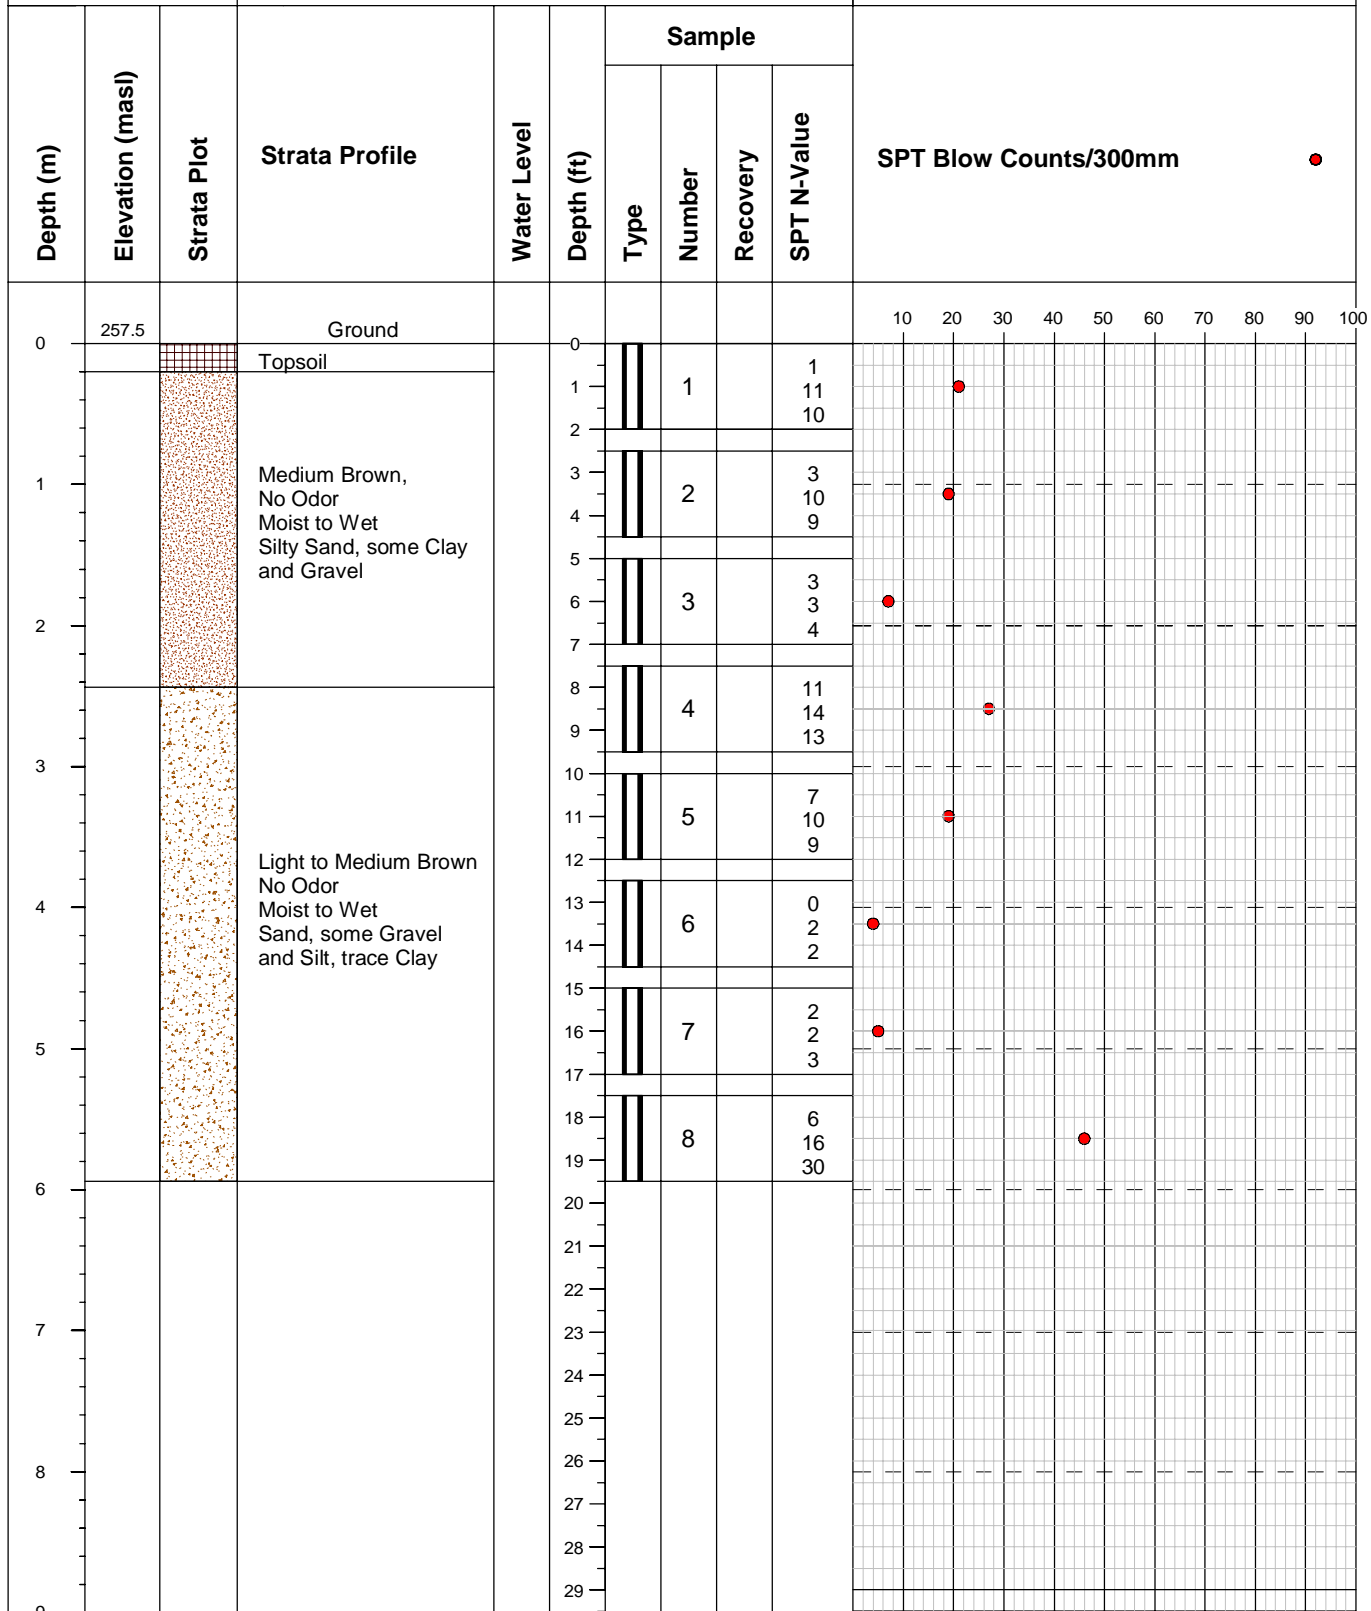 Sample
Depth (m)
Elevation (masl)
Strata Plot
Strata Profile
Water Level
Depth (ft)
Type
Number
Recovery
SPT N-Value
SPT Blow Counts/300mm
10 20 30 40 50 60 70 80 90 100
257.5 Ground
0
Topsoil
Medium Brown,
No Odor
Moist to Wet
Silty Sand, some Clay
and Gravel
Light to Medium Brown
No Odor
Moist to Wet
Sand, some Gravel
and Silt, trace Clay
1
2
3
4
5
6
7
8
0
1
2
3
4
5
6
7
8
9
10
11
12
13
14
15
16
17
18
19
20
21
22
23
24
25
26
27
28
29
1
1
11
10
2
3
10
9
3
3
3
4
4
11
14
13
5
7
10
9
6
0
2
2
7
2
2
3
8
6
16
30